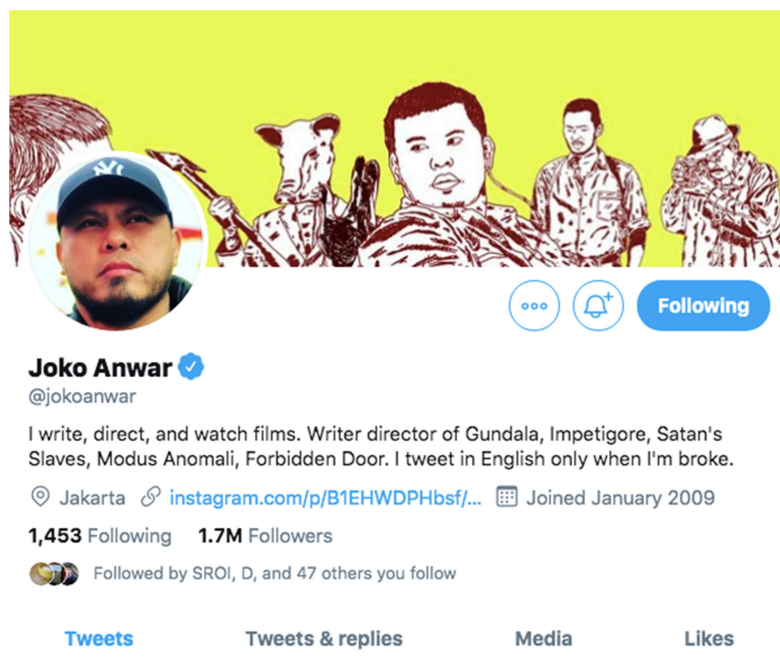 NY
Following
Joko Anwar
@jokoanwar
I write, direct, and watch films. Writer director of Gundala, Impetigore, Satan's
Slaves, Modus Anomali, Forbidden Door. I tweet in English only when I'm broke.
Jakarta instagram.com/p/B1EHWDPHbsf/... Joined January 2009
1,453 Following 1.7M Followers
Followed by SROI, D, and 47 others you follow
Tweets Tweets & replies Media Likes